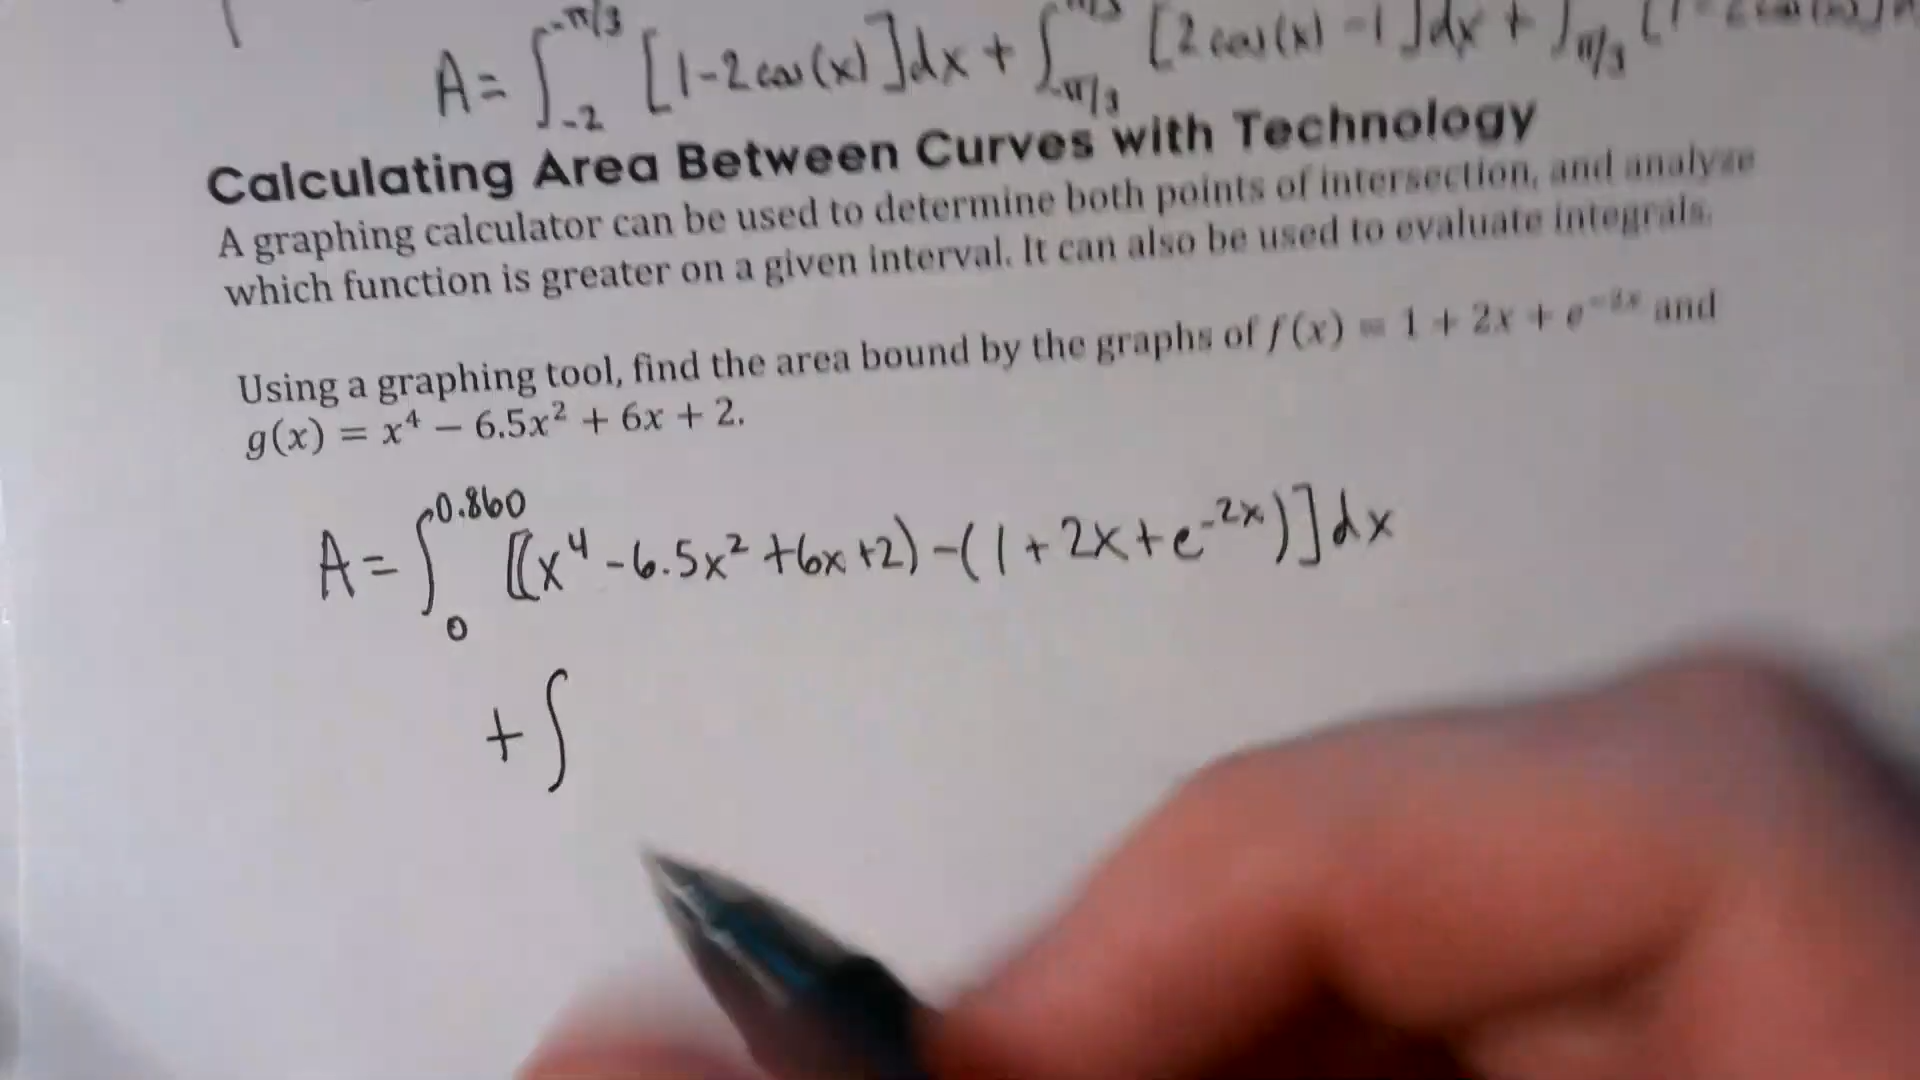 A = ∫_{-2}^{-π/3} [1-2cos(x)]dx + ∫_{-π/3} [2cos(x) -1]dx + ∫_{π/3}
Calculating Area Between Curves with Technology
A graphing calculator can be used to determine both points of intersection, and analyze
which function is greater on a given interval. It can also be used to evaluate integrals.
Using a graphing tool, find the area bound by the graphs of f(x) = 1 + 2x + e^{-2x} and
g(x) = x⁴ − 6.5x² + 6x + 2.
A = ∫_0^{0.860} [(x⁴ -6.5x² +6x +2) -(1+2x+e^{-2x})]dx
+ ∫